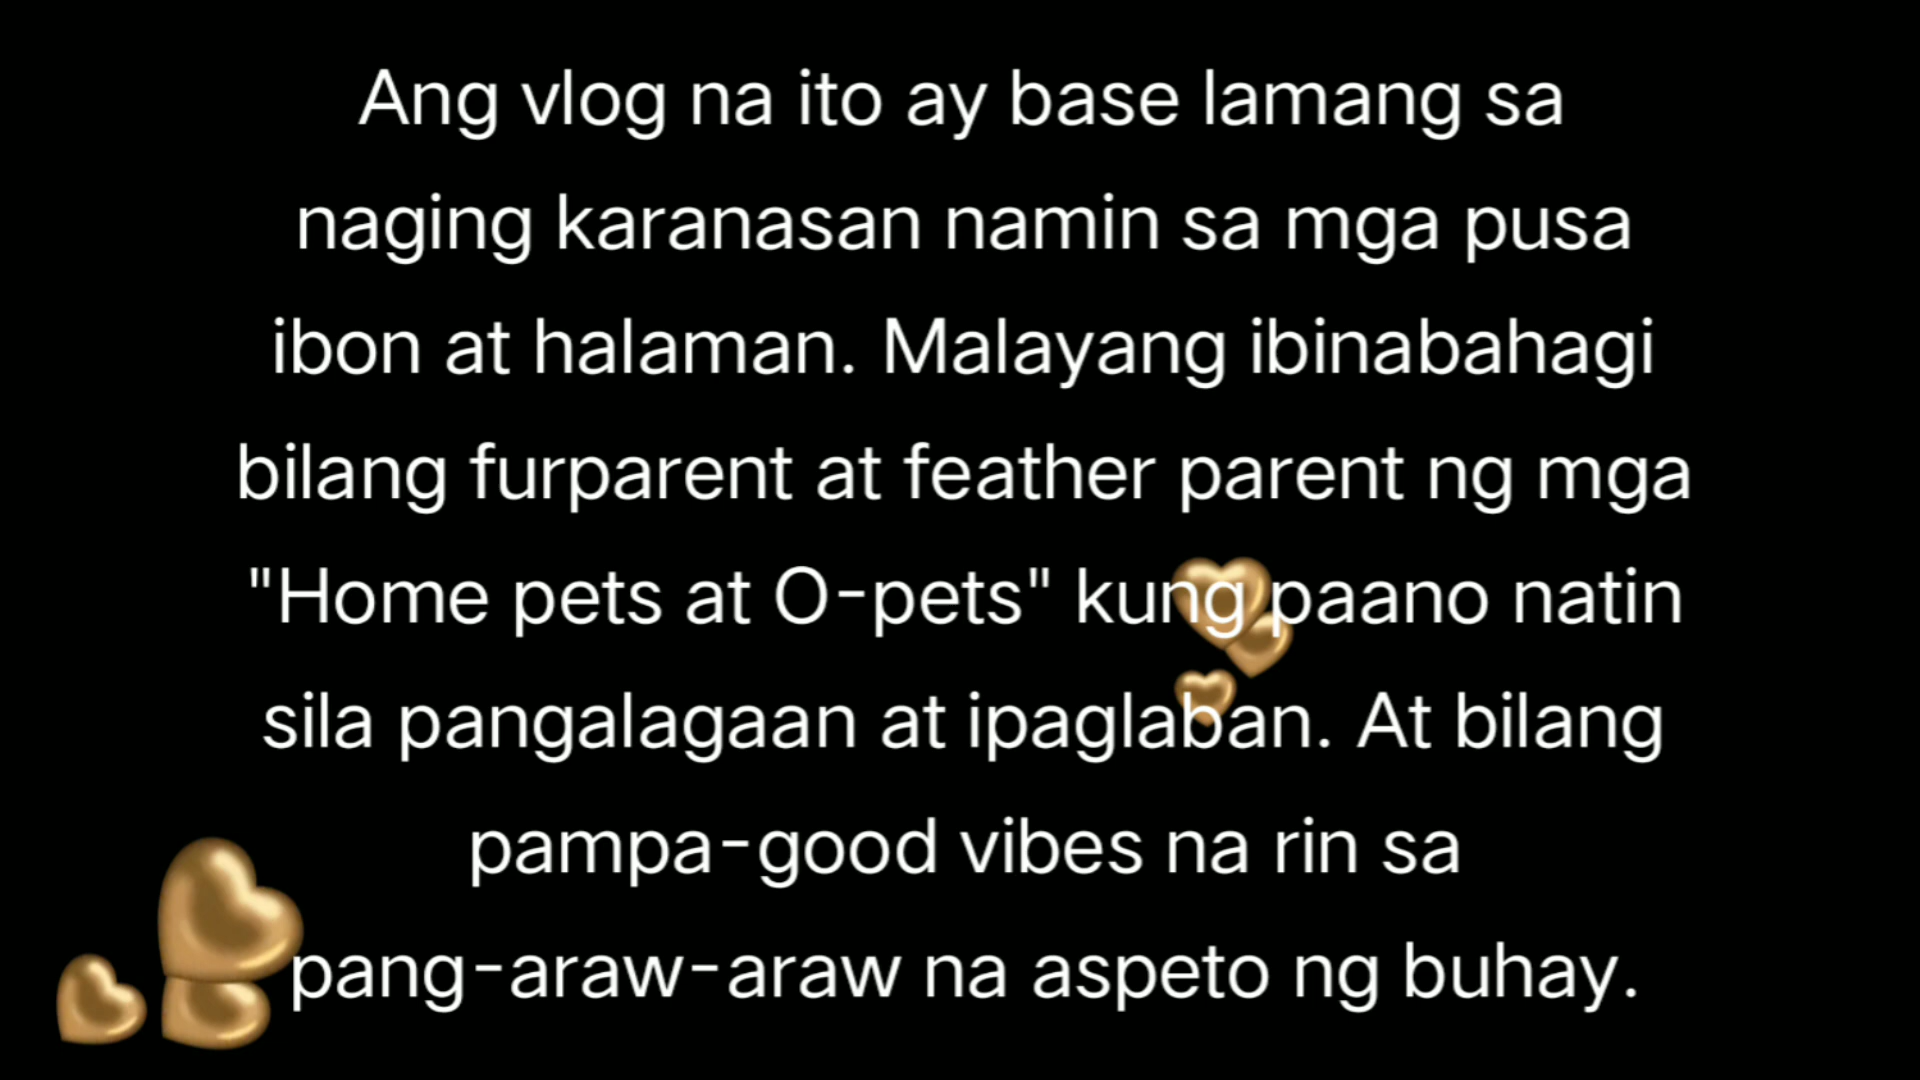 Ang vlog na ito ay base lamang sa
naging karanasan namin sa mga pusa
ibon at halaman. Malayang ibinabahagi
bilang furparent at feather parent ng mga
"Home pets at O-pets" kung paano natin
sila pangalagaan at ipaglaban. At bilang
pampa-good vibes na rin sa
pang-araw-araw na aspeto ng buhay.